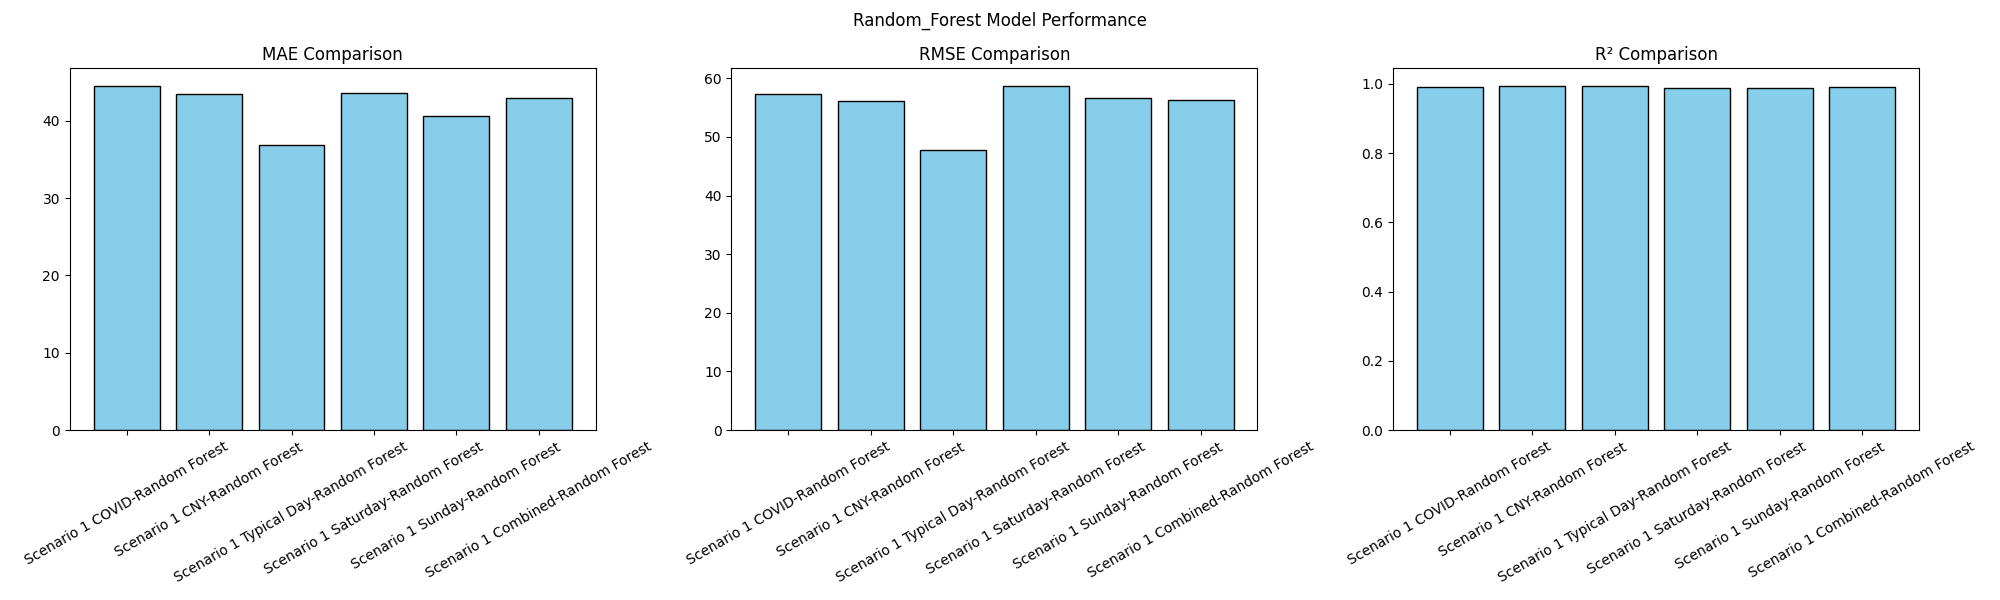 Random_Forest Model Performance
MAE Comparison
40
30
20
10
0
Scenario 1 COVID-Random Forest
Scenario 1 CNY-Random Forest
Scenario 1 Typical Day-Random Forest
Scenario 1 Saturday-Random Forest
Scenario 1 Sunday-Random Forest
Scenario 1 Combined-Random Forest
RMSE Comparison
60
50
40
30
20
10
0
Scenario 1 COVID-Random Forest
Scenario 1 CNY-Random Forest
Scenario 1 Typical Day-Random Forest
Scenario 1 Saturday-Random Forest
Scenario 1 Sunday-Random Forest
Scenario 1 Combined-Random Forest
R² Comparison
1.0
0.8
0.6
0.4
0.2
0.0
Scenario 1 COVID-Random Forest
Scenario 1 CNY-Random Forest
Scenario 1 Typical Day-Random Forest
Scenario 1 Saturday-Random Forest
Scenario 1 Sunday-Random Forest
Scenario 1 Combined-Random Forest